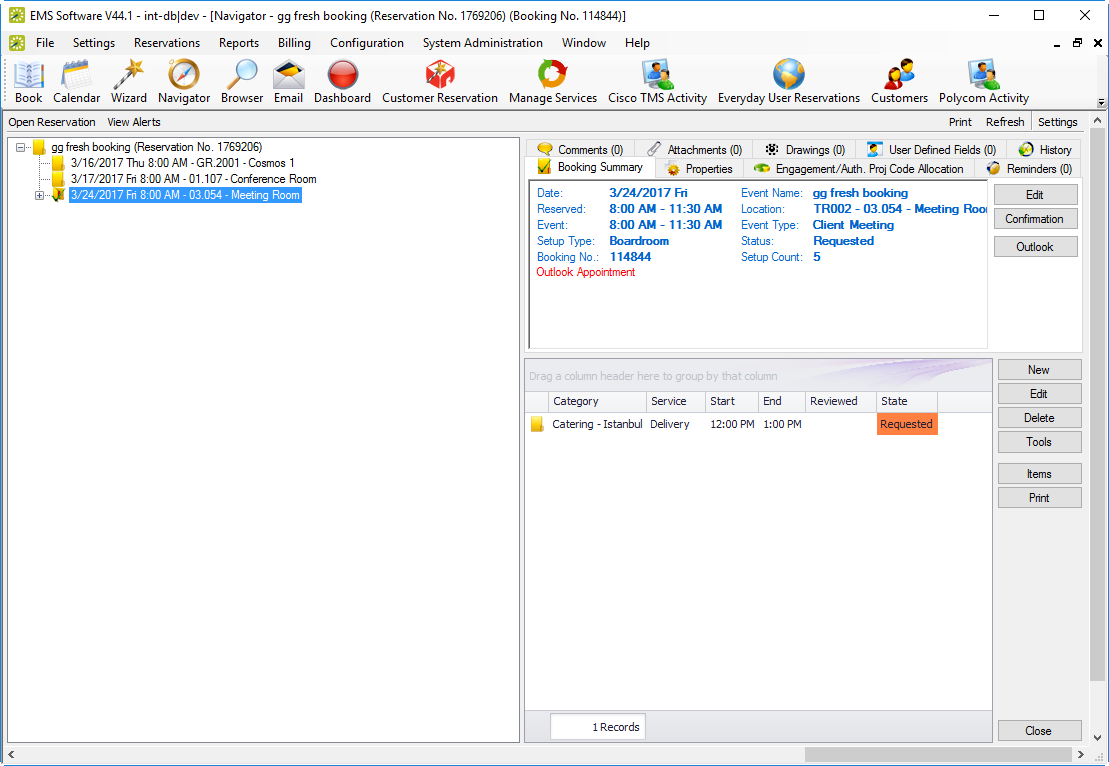 EMS Software V44.1 - int-db|dev - [Navigator - gg fresh booking (Reservation No. 1769206) (Booking No. 114844)]
File Settings Reservations Reports Billing Configuration System Administration Window Help
Book Calendar Wizard Navigator Browser Email Dashboard Customer Reservation Manage Services Cisco TMS Activity Everyday User Reservations Customers Polycom Activity
Open Reservation View Alerts Print Refresh Settings
gg fresh booking (Reservation No. 1769206)
3/16/2017 Thu 8:00 AM - GR.2001 - Cosmos 1
3/17/2017 Fri 8:00 AM - 01.107 - Conference Room
3/24/2017 Fri 8:00 AM - 03.054 - Meeting Room
Comments (0) Attachments (0) Drawings (0) User Defined Fields (0) History
Booking Summary Properties Engagement/Auth. Proj Code Allocation Reminders (0)
Date: 3/24/2017 Fri Event Name: gg fresh booking
Reserved: 8:00 AM - 11:30 AM Location: TR002 - 03.054 - Meeting Roo
Event: 8:00 AM - 11:30 AM Event Type: Client Meeting
Setup Type: Boardroom Status: Requested
Booking No.: 114844 Setup Count: 5
Outlook Appointment
Edit
Confirmation
Outlook
Drag a column header here to group by that column
Category Service Start End Reviewed State
Catering - Istanbul Delivery 12:00 PM 1:00 PM Requested
1 Records
New
Edit
Delete
Tools
Items
Print
Close